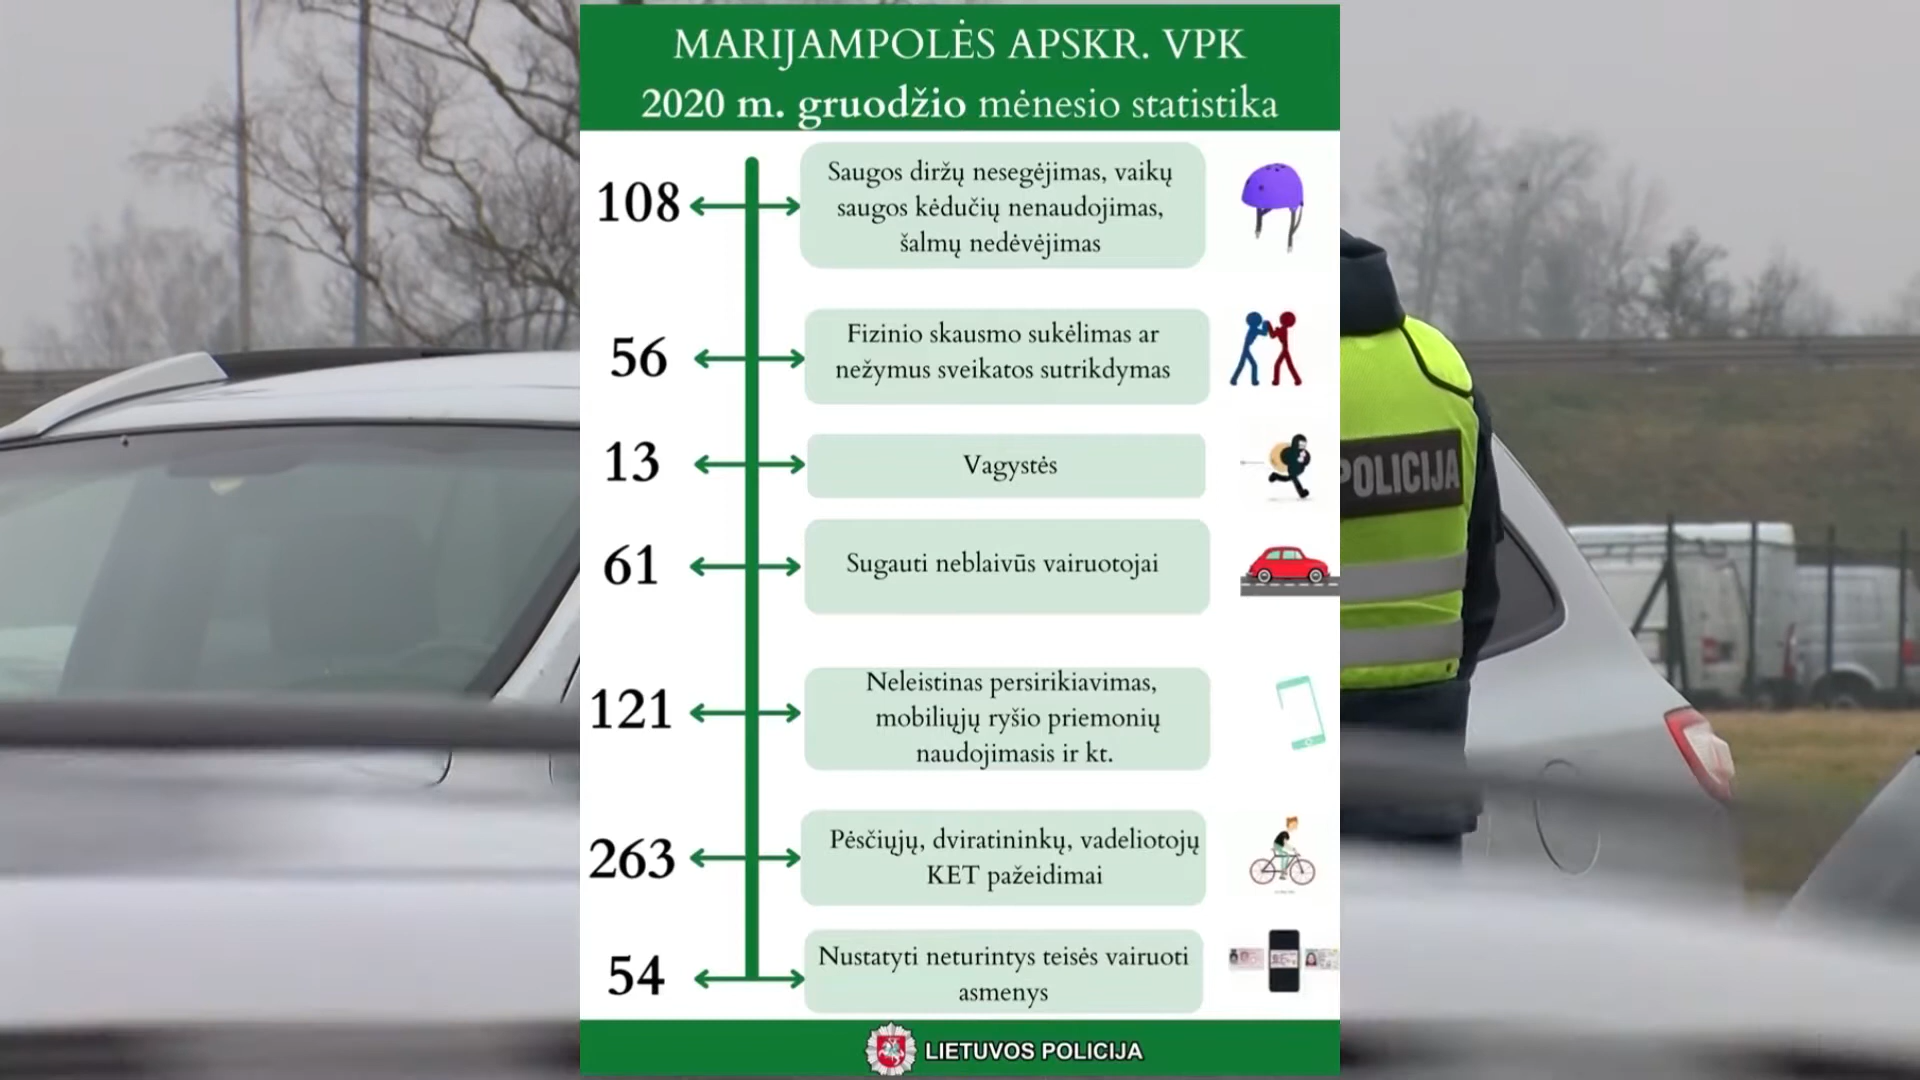 MARIJAMPOLĖS APSKR. VPK
2020 m. gruodžio mėnesio statistika
108
Saugos diržų nesegėjimas, vaikų
saugos kėdučių nenaudojimas,
šalmų nedėvėjimas
56
Fizinio skausmo sukėlimas ar
nežymus sveikatos sutrikdymas
13
Vagystės
61
Sugauti neblaivūs vairuotojai
121
Neleistinas persirikiavimas,
mobiliųjų ryšio priemonių
naudojimasis ir kt.
263
Pėsčiųjų, dviratininkų, vadeliotojų
KET pažeidimai
54
Nustatyti neturintys teisės vairuoti
asmenys
LIETUVOS POLICIJA
POLICIJA